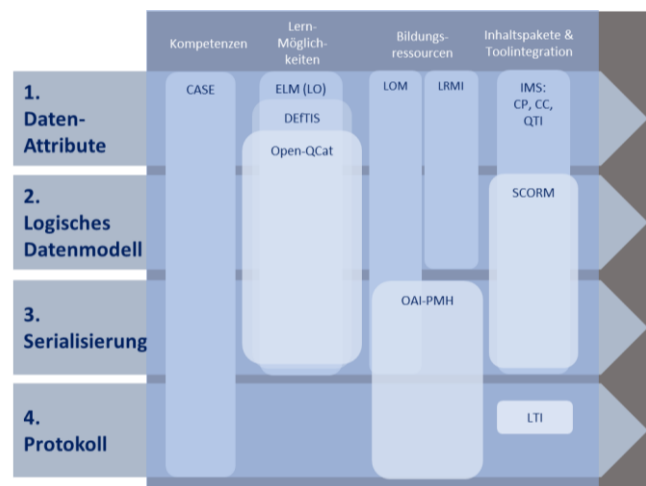 Kompetenzen
Lern-
Möglich-
keiten
Bildungs-
ressourcen
Inhaltspakete &
Toolintegration
1.
Daten-
Attribute
CASE
ELM (LO)
DEfTIS
Open-QCat
LOM
LRMI
IMS:
CP, CC,
QTI
2.
Logisches
Datenmodell
SCORM
3.
Serialisierung
OAI-PMH
4.
Protokoll
LTI